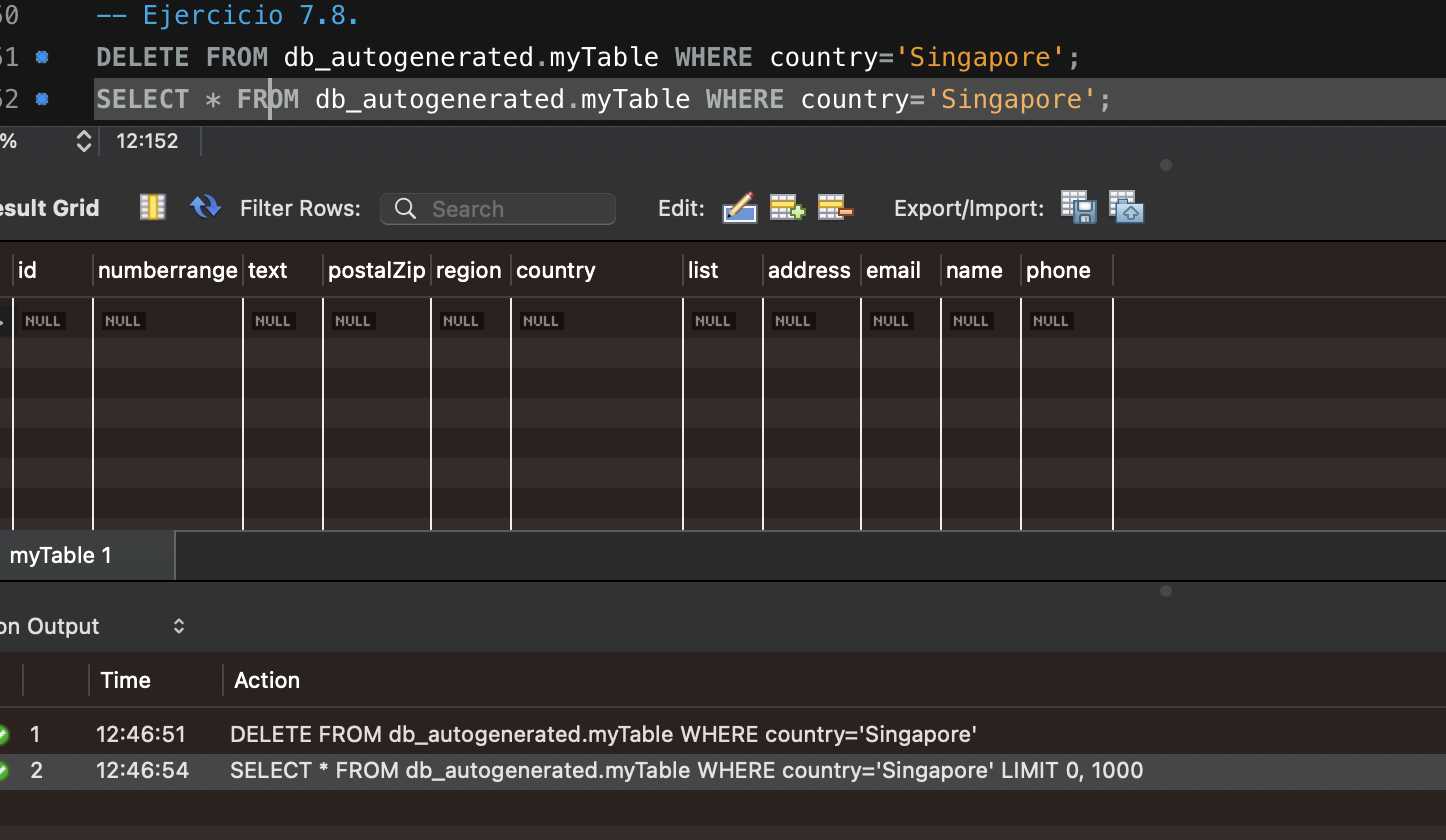 50 -- Ejercicio 7.8.
51 DELETE FROM db_autogenerated.myTable WHERE country='Singapore';
52 SELECT * FROM db_autogenerated.myTable WHERE country='Singapore';
% 12:152
esult Grid Filter Rows: Search Edit: Export/Import:
id numberrange text postalZip region country list address email name phone
NULL NULL NULL NULL NULL NULL NULL NULL NULL NULL NULL
myTable 1
on Output
Time Action
1 12:46:51 DELETE FROM db_autogenerated.myTable WHERE country='Singapore'
2 12:46:54 SELECT * FROM db_autogenerated.myTable WHERE country='Singapore' LIMIT 0, 1000